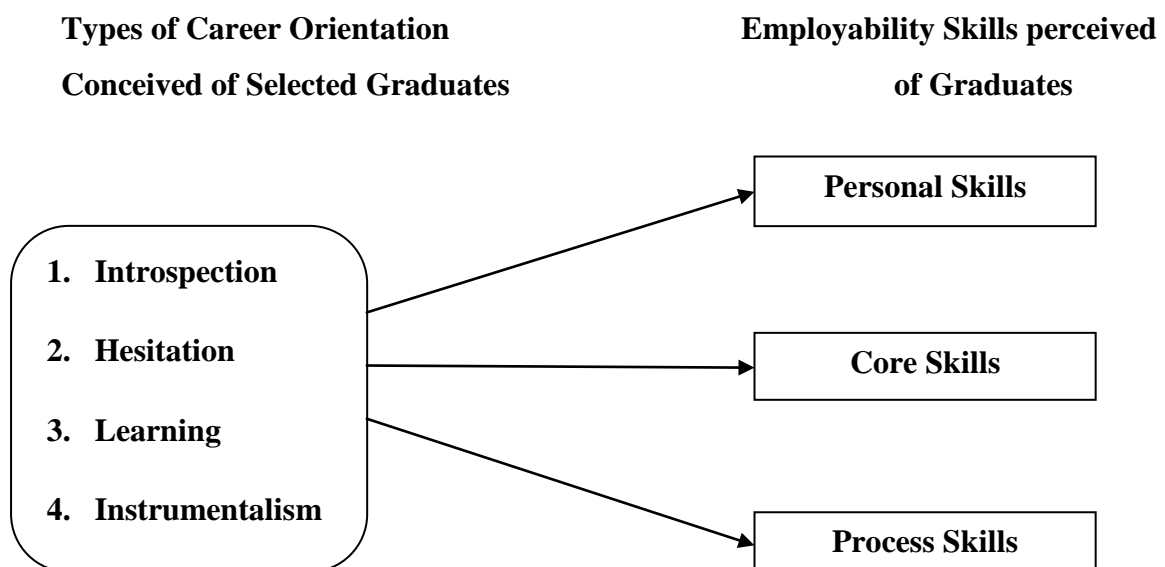 Types of Career Orientation
Conceived of Selected Graduates
Employability Skills perceived
of Graduates
1. Introspection
2. Hesitation
3. Learning
4. Instrumentalism
Personal Skills
Core Skills
Process Skills